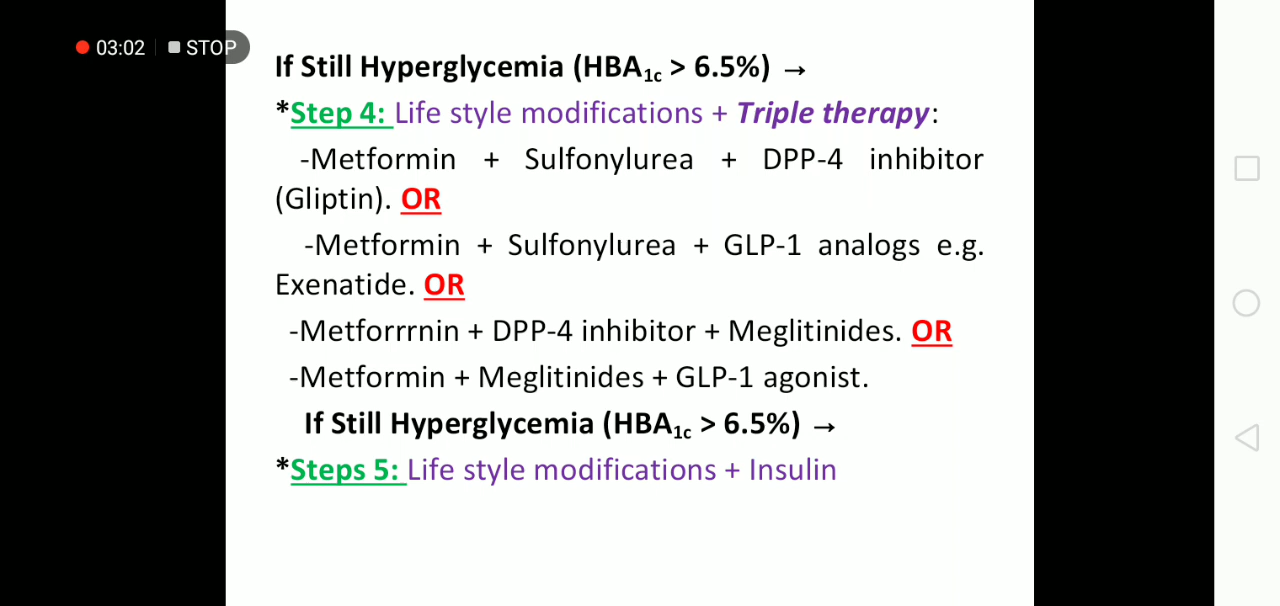 03:02 STOP
If Still Hyperglycemia (HBA1c > 6.5%) →
*Step 4: Life style modifications + Triple therapy:
-Metformin + Sulfonylurea + DPP-4 inhibitor
(Gliptin). OR
-Metformin + Sulfonylurea + GLP-1 analogs e.g.
Exenatide. OR
-Metforrrnin + DPP-4 inhibitor + Meglitinides. OR
-Metformin + Meglitinides + GLP-1 agonist.
If Still Hyperglycemia (HBA1c > 6.5%) →
*Steps 5: Life style modifications + Insulin